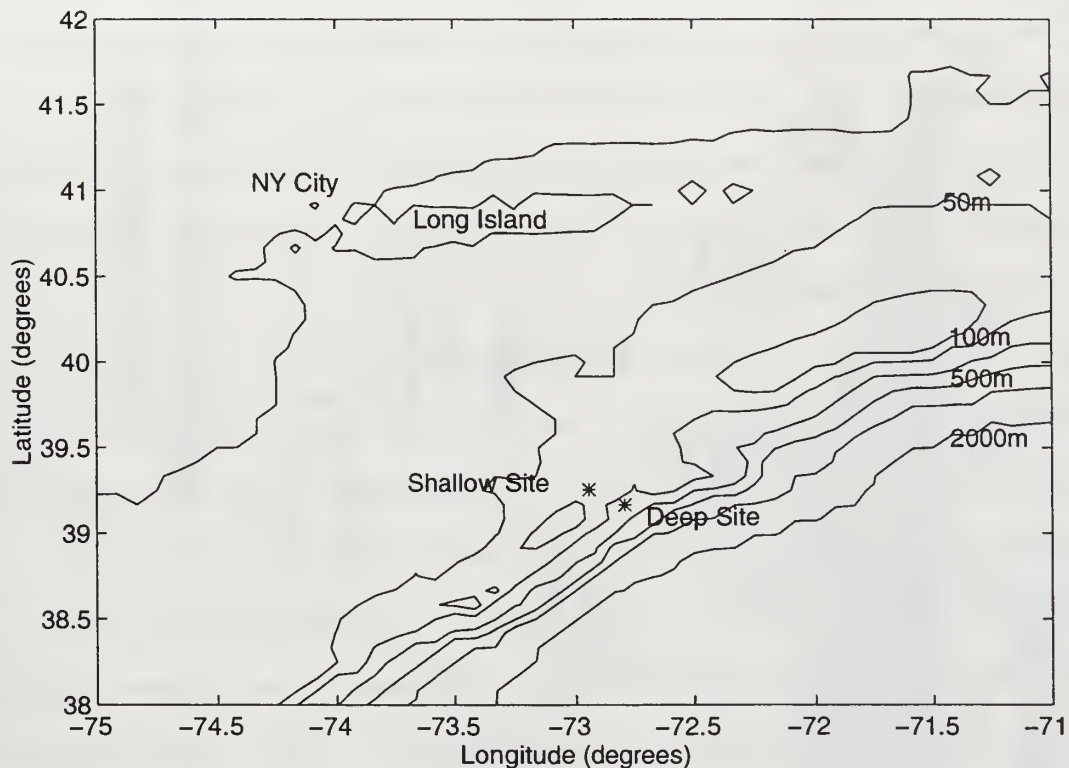 42
41.5
NY City
41
Long Island
50m
40.5
Latitude (degrees)
100m
40
500m
39.5
2000m
Shallow Site
Deep Site
39
38.5
38
−75
−74.5
−74
−73.5
−73
−72.5
−72
−71.5
−71
Longitude (degrees)